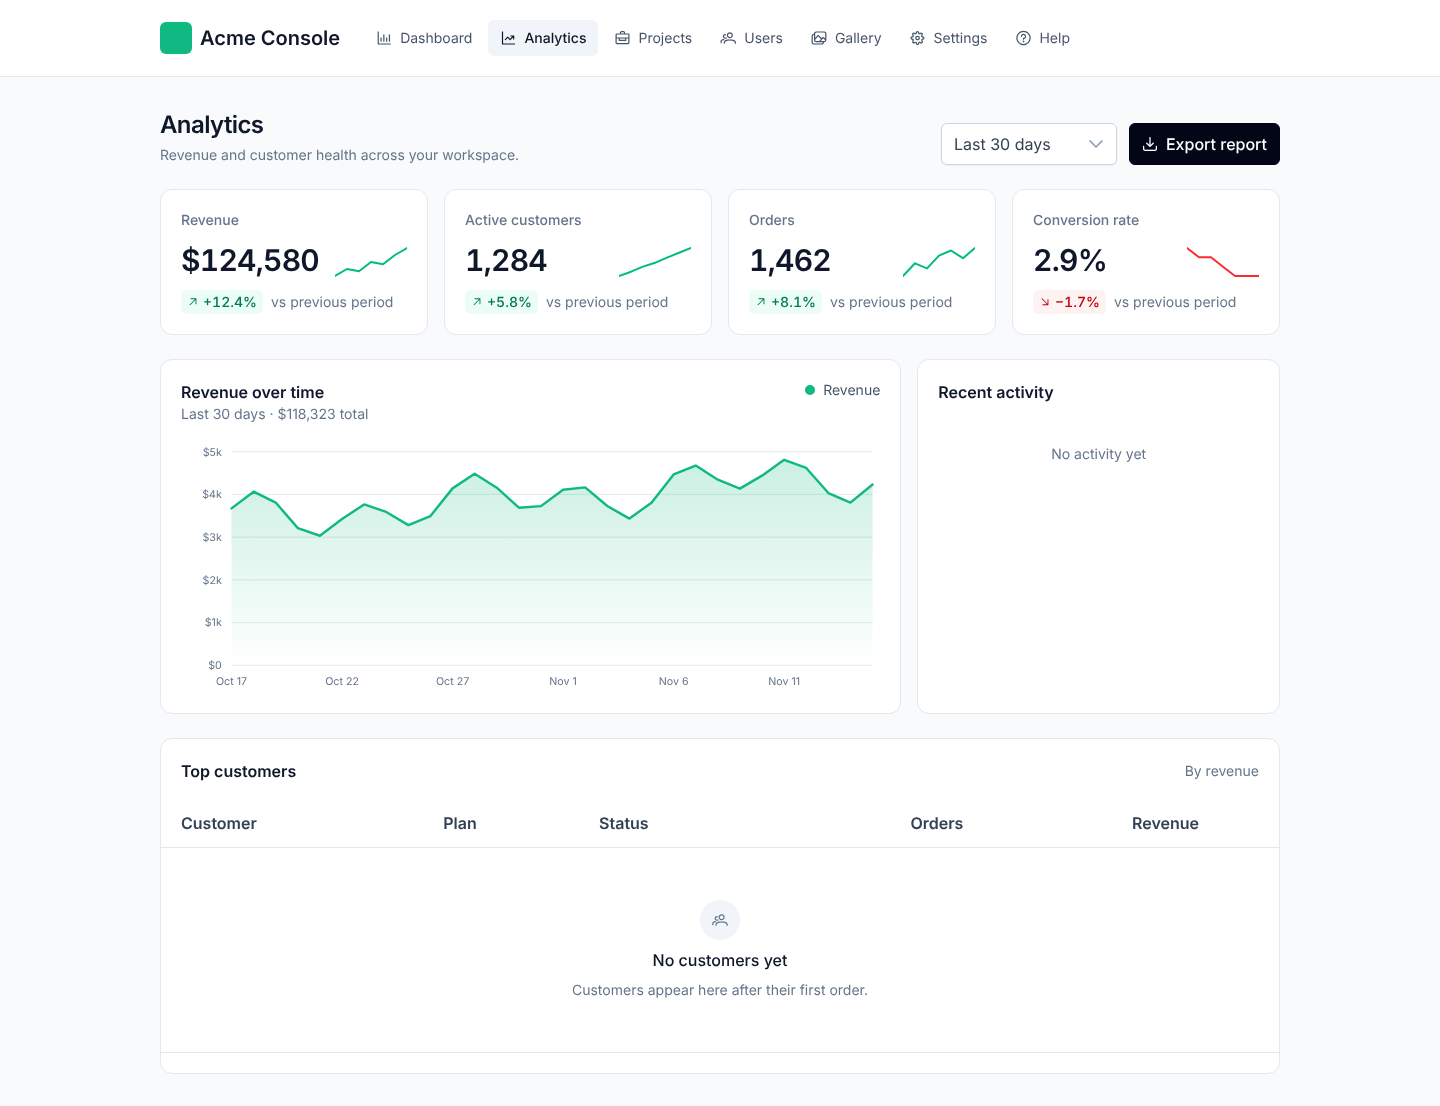 Acme Console
Dashboard
Analytics
Projects
Users
Gallery
Settings
Help
Analytics
Revenue and customer health across your workspace.
Last 30 days
Export report
Revenue
$124,580
+12.4% vs previous period
Active customers
1,284
+5.8% vs previous period
Orders
1,462
+8.1% vs previous period
Conversion rate
2.9%
−1.7% vs previous period
Revenue over time
Last 30 days · $118,323 total
Revenue
$5k
$4k
$3k
$2k
$1k
$0
Oct 17
Oct 22
Oct 27
Nov 1
Nov 6
Nov 11
Recent activity
No activity yet
Top customers
By revenue
Customer
Plan
Status
Orders
Revenue
No customers yet
Customers appear here after their first order.